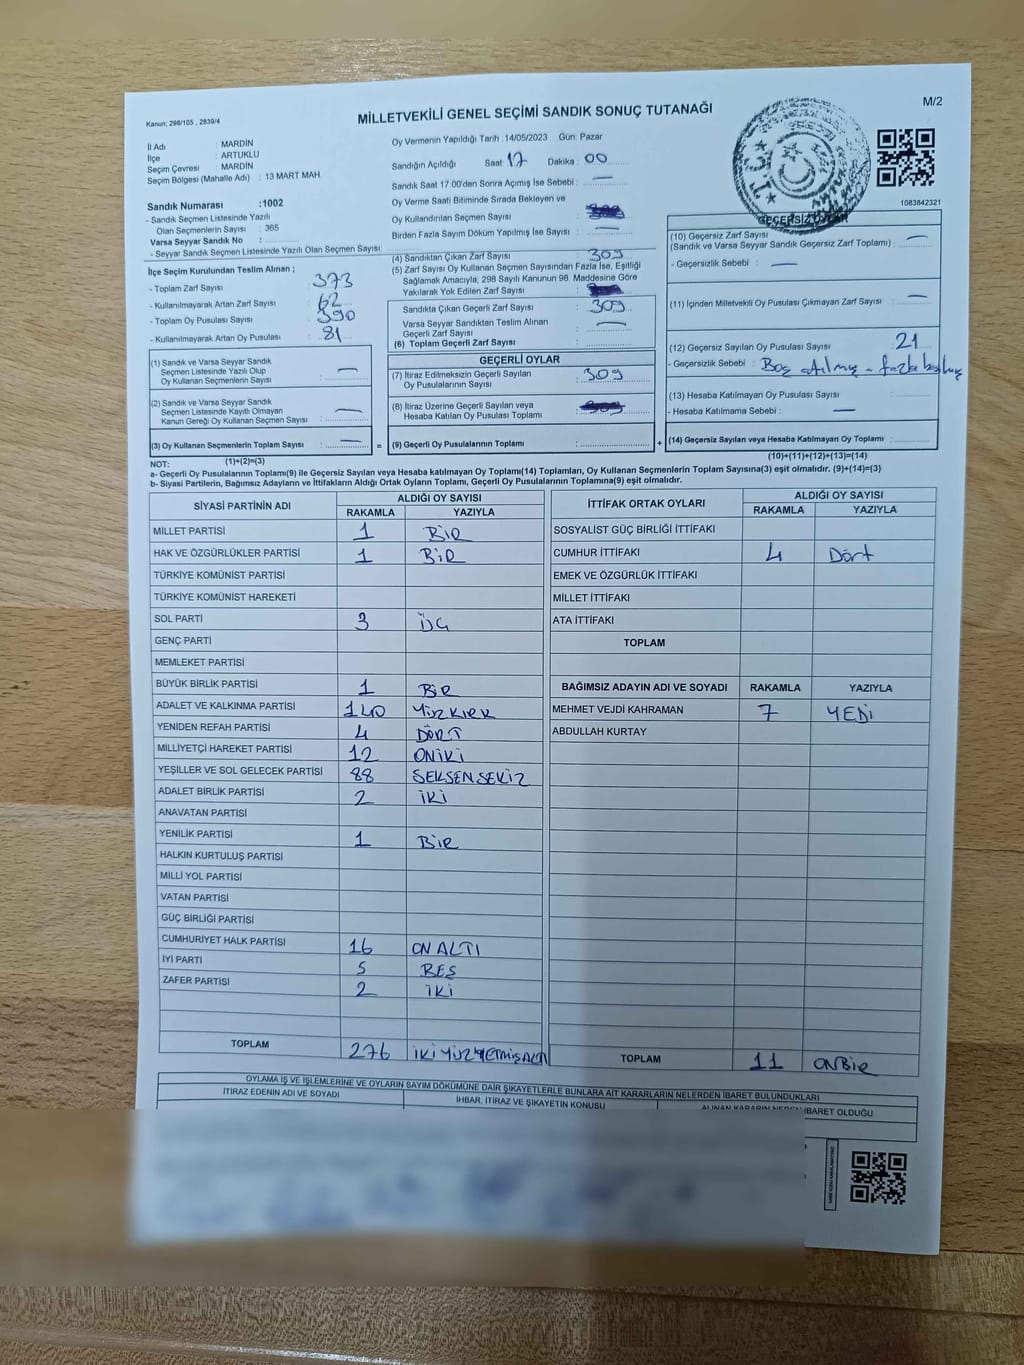 Kanun; 298/105 , 2839/4
MİLLETVEKİLİ GENEL SEÇİMİ SANDIK SONUÇ TUTANAĞI
M/2
İl Adı : MARDİN
İlçe : ARTUKLU
Seçim Çevresi : MARDİN
Seçim Bölgesi (Mahalle Adı) : 13 MART MAH.
Sandık Numarası :1002
- Sandık Seçmen Listesinde Yazılı
Olan Seçmenlerin Sayısı : 365
Varsa Seyyar Sandık No :
- Seyyar Sandık Seçmen Listesinde Yazılı Olan Seçmen Sayısı:
Oy Vermenin Yapıldığı Tarih :14/05/2023 Gün: Pazar
Sandığın Açıldığı Saat : 17 Dakika : 00
Sandık Saat 17.00'den Sonra Açımış İse Sebebi : —
Oy Verme Saati Bitiminde Sırada Bekleyen ve
Oy Kullandırılan Seçmen Sayısı :
Birden Fazla Sayım Döküm Yapılmış İse Sayısı : —
1083842321
İlçe Seçim Kurulundan Teslim Alınan ;
- Toplam Zarf Sayısı : 373
- Kullanılmayarak Artan Zarf Sayısı : 62
- Toplam Oy Pusulası Sayısı : 390
- Kullanılmayarak Artan Oy Pusulası : 81
(4) Sandıktan Çıkan Zarf Sayısı : 309
(5) Zarf Sayısı Oy Kullanan Seçmen Sayısından Fazla İse, Eşitliği
Sağlamak Amacıyla, 298 Sayılı Kanunun 98. Maddesine Göre
Yakılarak Yok Edilen Zarf Sayısı :
Sandıkta Çıkan Geçerli Zarf Sayısı : 309
Varsa Seyyar Sandıktan Teslim Alınan
Geçerli Zarf Sayısı : —
(6) Toplam Geçerli Zarf Sayısı :
GEÇERSİZ OYLAR
(10) Geçersiz Zarf Sayısı
(Sandık ve Varsa Seyyar Sandık Geçersiz Zarf Toplamı) : —
- Geçersizlik Sebebi : —
(11) İçinden Milletvekili Oy Pusulası Çıkmayan Zarf Sayısı : —
(12) Geçersiz Sayılan Oy Pusulası Sayısı : 21
- Geçersizlik Sebebi : Boş atılmış - fazla
(13) Hesaba Katılmayan Oy Pusulası Sayısı :
- Hesaba Katılmama Sebebi : —
(14) Geçersiz Sayılan veya Hesaba Katılmayan Oy Toplamı :
(10)+(11)+(12)+(13)=(14)
(1) Sandık ve Varsa Seyyar Sandık
Seçmen Listesinde Yazılı Olup
Oy Kullanan Seçmenlerin Sayısı : —
(2) Sandık ve Varsa Seyyar Sandık
Seçmen Listesinde Kayıtlı Olmayan
Kanun Gereği Oy Kullanan Seçmen Sayısı : —
(3) Oy Kullanan Seçmenlerin Toplam Sayısı : — =
(1)+(2)=(3)
GEÇERLİ OYLAR
(7) İtiraz Edilmeksizin Geçerli Sayılan
Oy Pusulalarının Sayısı : 309
(8) İtiraz Üzerine Geçerli Sayılan veya
Hesaba Katılan Oy Pusulası Toplamı :
(9) Geçerli Oy Pusulalarının Toplamı : +
NOT:
a- Geçerli Oy Pusulalarının Toplamı(9) ile Geçersiz Sayılan veya Hesaba katılmayan Oy Toplamı(14) Toplamları, Oy Kullanan Seçmenlerin Toplam Sayısına(3) eşit olmalıdır. (9)+(14)=(3)
b- Siyasi Partilerin, Bağımsız Adayların ve İttifakların Aldığı Ortak Oyların Toplamı, Geçerli Oy Pusulalarının Toplamına(9) eşit olmalıdır.
SİYASİ PARTİNİN ADI ALDIĞI OY SAYISI
RAKAMLA YAZIYLA
MİLLET PARTİSİ 1 BİR
HAK VE ÖZGÜRLÜKLER PARTİSİ 1 BİR
TÜRKİYE KOMÜNİST PARTİSİ
TÜRKİYE KOMÜNİST HAREKETİ
SOL PARTİ 3 ÜÇ
GENÇ PARTİ
MEMLEKET PARTİSİ
BÜYÜK BİRLİK PARTİSİ 1 BİR
ADALET VE KALKINMA PARTİSİ 140 YÜZKIRK
YENİDEN REFAH PARTİSİ 4 DÖRT
MİLLİYETÇİ HAREKET PARTİSİ 12 ONİKİ
YEŞİLLER VE SOL GELECEK PARTİSİ 88 SEKSENSEKİZ
ADALET BİRLİK PARTİSİ 2 İKİ
ANAVATAN PARTİSİ
YENİLİK PARTİSİ 1 BİR
HALKIN KURTULUŞ PARTİSİ
MİLLİ YOL PARTİSİ
VATAN PARTİSİ
GÜÇ BİRLİĞİ PARTİSİ
CUMHURİYET HALK PARTİSİ 16 ON ALTI
İYİ PARTİ 5 BEŞ
ZAFER PARTİSİ 2 İKİ
TOPLAM 276 İKİYÜZYETMİŞALTI
İTTİFAK ORTAK OYLARI ALDIĞI OY SAYISI
RAKAMLA YAZIYLA
SOSYALİST GÜÇ BİRLİĞİ İTTİFAKI
CUMHUR İTTİFAKI 4 Dört
EMEK VE ÖZGÜRLÜK İTTİFAKI
MİLLET İTTİFAKI
ATA İTTİFAKI
TOPLAM
BAĞIMSIZ ADAYIN ADI VE SOYADI RAKAMLA YAZIYLA
MEHMET VEJDİ KAHRAMAN 7 YEDİ
ABDULLAH KURTAY
TOPLAM 11 ONBİR
OYLAMA İŞ VE İŞLEMLERİNE VE OYLARIN SAYIM DÖKÜMÜNE DAİR ŞİKAYETLERLE BUNLARA AİT KARARLARIN NELERDEN İBARET BULUNDUKLARI
İTİRAZ EDENİN ADI VE SOYADI İHBAR, İTİRAZ VE ŞİKAYETİN KONUSU ALINAN KARARIN NEDEN İBARET OLDUĞU